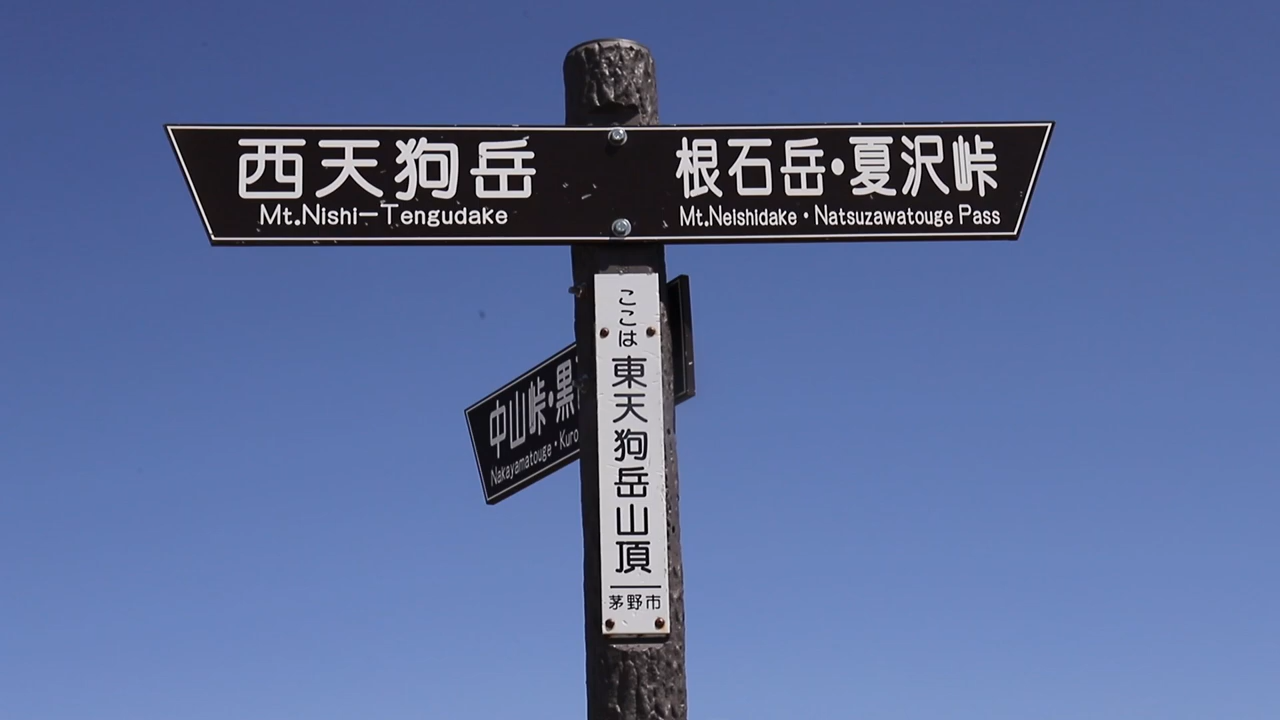 西天狗岳
Mt.Nishi-Tengudake
根石岳・夏沢峠
Mt.Neishidake・Natsuzawatouge Pass
ここは
東天狗岳山頂
茅野市
中山峠・黒
Nakayamatouge・Kuro